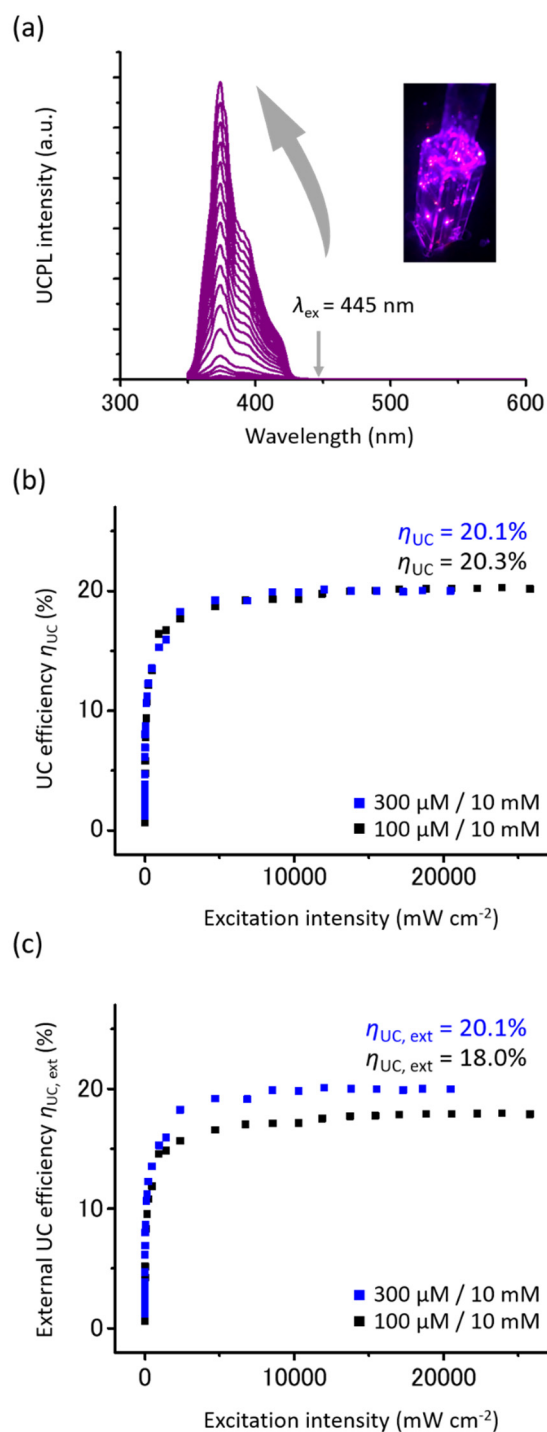 (a)
UCPL intensity (a.u.)
λex = 445 nm
300 400 500 600
Wavelength (nm)
(b)
ηUC = 20.1%
ηUC = 20.3%
20
10
0
UC efficiency ηUC (%)
300 μM / 10 mM
100 μM / 10 mM
0 10000 20000
Excitation intensity (mW cm⁻²)
(c)
ηUC, ext = 20.1%
ηUC, ext = 18.0%
20
10
0
External UC efficiency ηUC, ext (%)
300 μM / 10 mM
100 μM / 10 mM
0 10000 20000
Excitation intensity (mW cm⁻²)